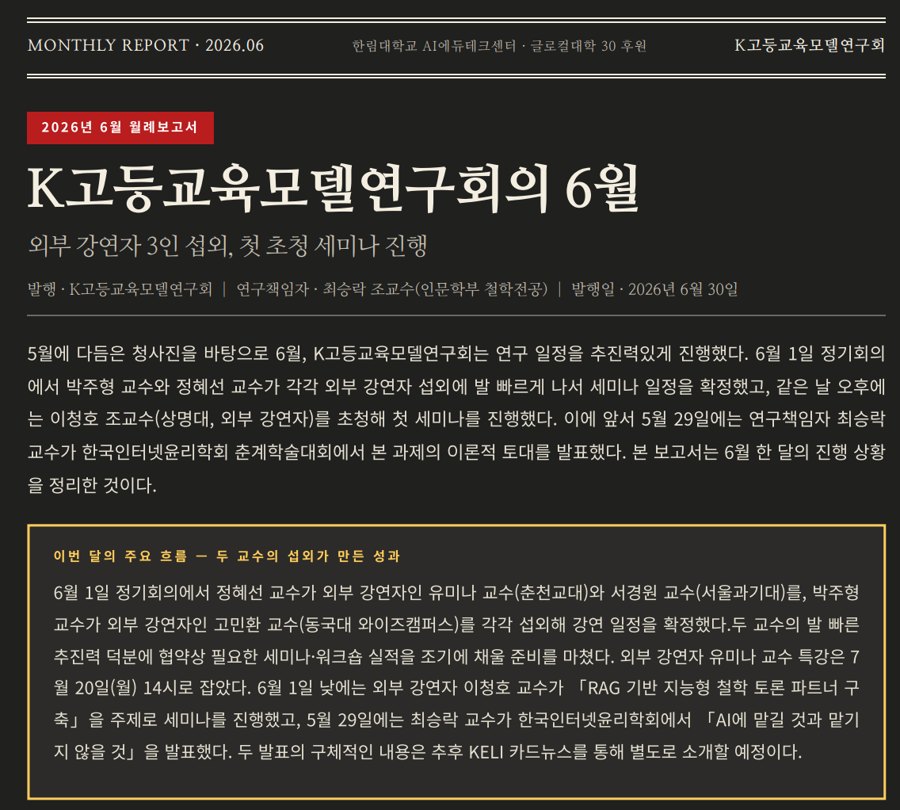 MONTHLY REPORT · 2026.06
한림대학교 AI에듀테크센터 · 글로컬대학 30 후원
K고등교육모델연구회
2026년 6월 월례보고서
K고등교육모델연구회의 6월
외부 강연자 3인 섭외, 첫 초청 세미나 진행
발행 · K고등교육모델연구회 | 연구책임자 · 최승락 조교수(인문학부 철학전공) | 발행일 · 2026년 6월 30일
5월에 다듬은 청사진을 바탕으로 6월, K고등교육모델연구회는 연구 일정을 추진력있게 진행했다. 6월 1일 정기회의
에서 박주형 교수와 정혜선 교수가 각각 외부 강연자 섭외에 발 빠르게 나서 세미나 일정을 확정했고, 같은 날 오후에
는 이청호 조교수(상명대, 외부 강연자)를 초청해 첫 세미나를 진행했다. 이에 앞서 5월 29일에는 연구책임자 최승락
교수가 한국인터넷윤리학회 춘계학술대회에서 본 과제의 이론적 토대를 발표했다. 본 보고서는 6월 한 달의 진행 상황
을 정리한 것이다.
이번 달의 주요 흐름 — 두 교수의 섭외가 만든 성과
6월 1일 정기회의에서 정혜선 교수가 외부 강연자인 유미나 교수(춘천교대)와 서경원 교수(서울과기대)를, 박주형
교수가 외부 강연자인 고민환 교수(동국대 와이즈캠퍼스)를 각각 섭외해 강연 일정을 확정했다.두 교수의 발 빠른
추진력 덕분에 협약상 필요한 세미나·워크숍 실적을 조기에 채울 준비를 마쳤다. 외부 강연자 유미나 교수 특강은 7
월 20일(월) 14시로 잡았다. 6월 1일 낮에는 외부 강연자 이청호 교수가 「RAG 기반 지능형 철학 토론 파트너 구
축」을 주제로 세미나를 진행했고, 5월 29일에는 최승락 교수가 한국인터넷윤리학회에서 「AI에 맡길 것과 맡기
지 않을 것」을 발표했다. 두 발표의 구체적인 내용은 추후 KELI 카드뉴스를 통해 별도로 소개할 예정이다.